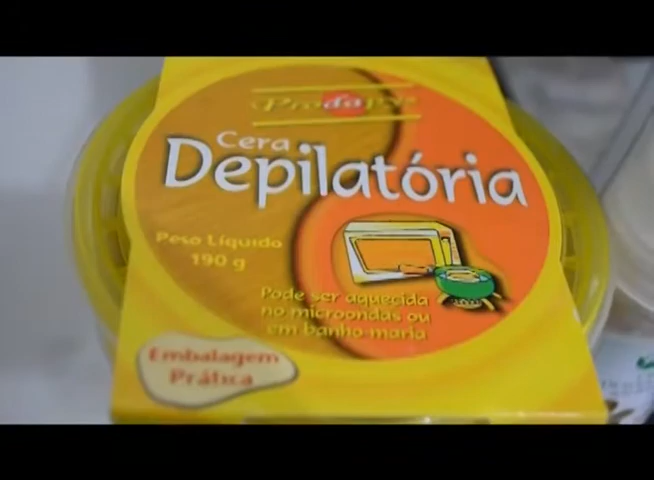 Cera
Depilatória
Peso Líquido
190 g
Pode ser aquecida
no microondas ou
em banho-maria
Embalagem
Prática